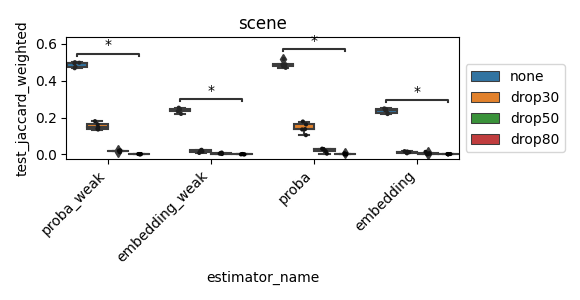 scene
test_jaccard_weighted
0.6
0.4
0.2
0.0
*
*
*
*
proba_weak
embedding_weak
proba
embedding
estimator_name
none
drop30
drop50
drop80